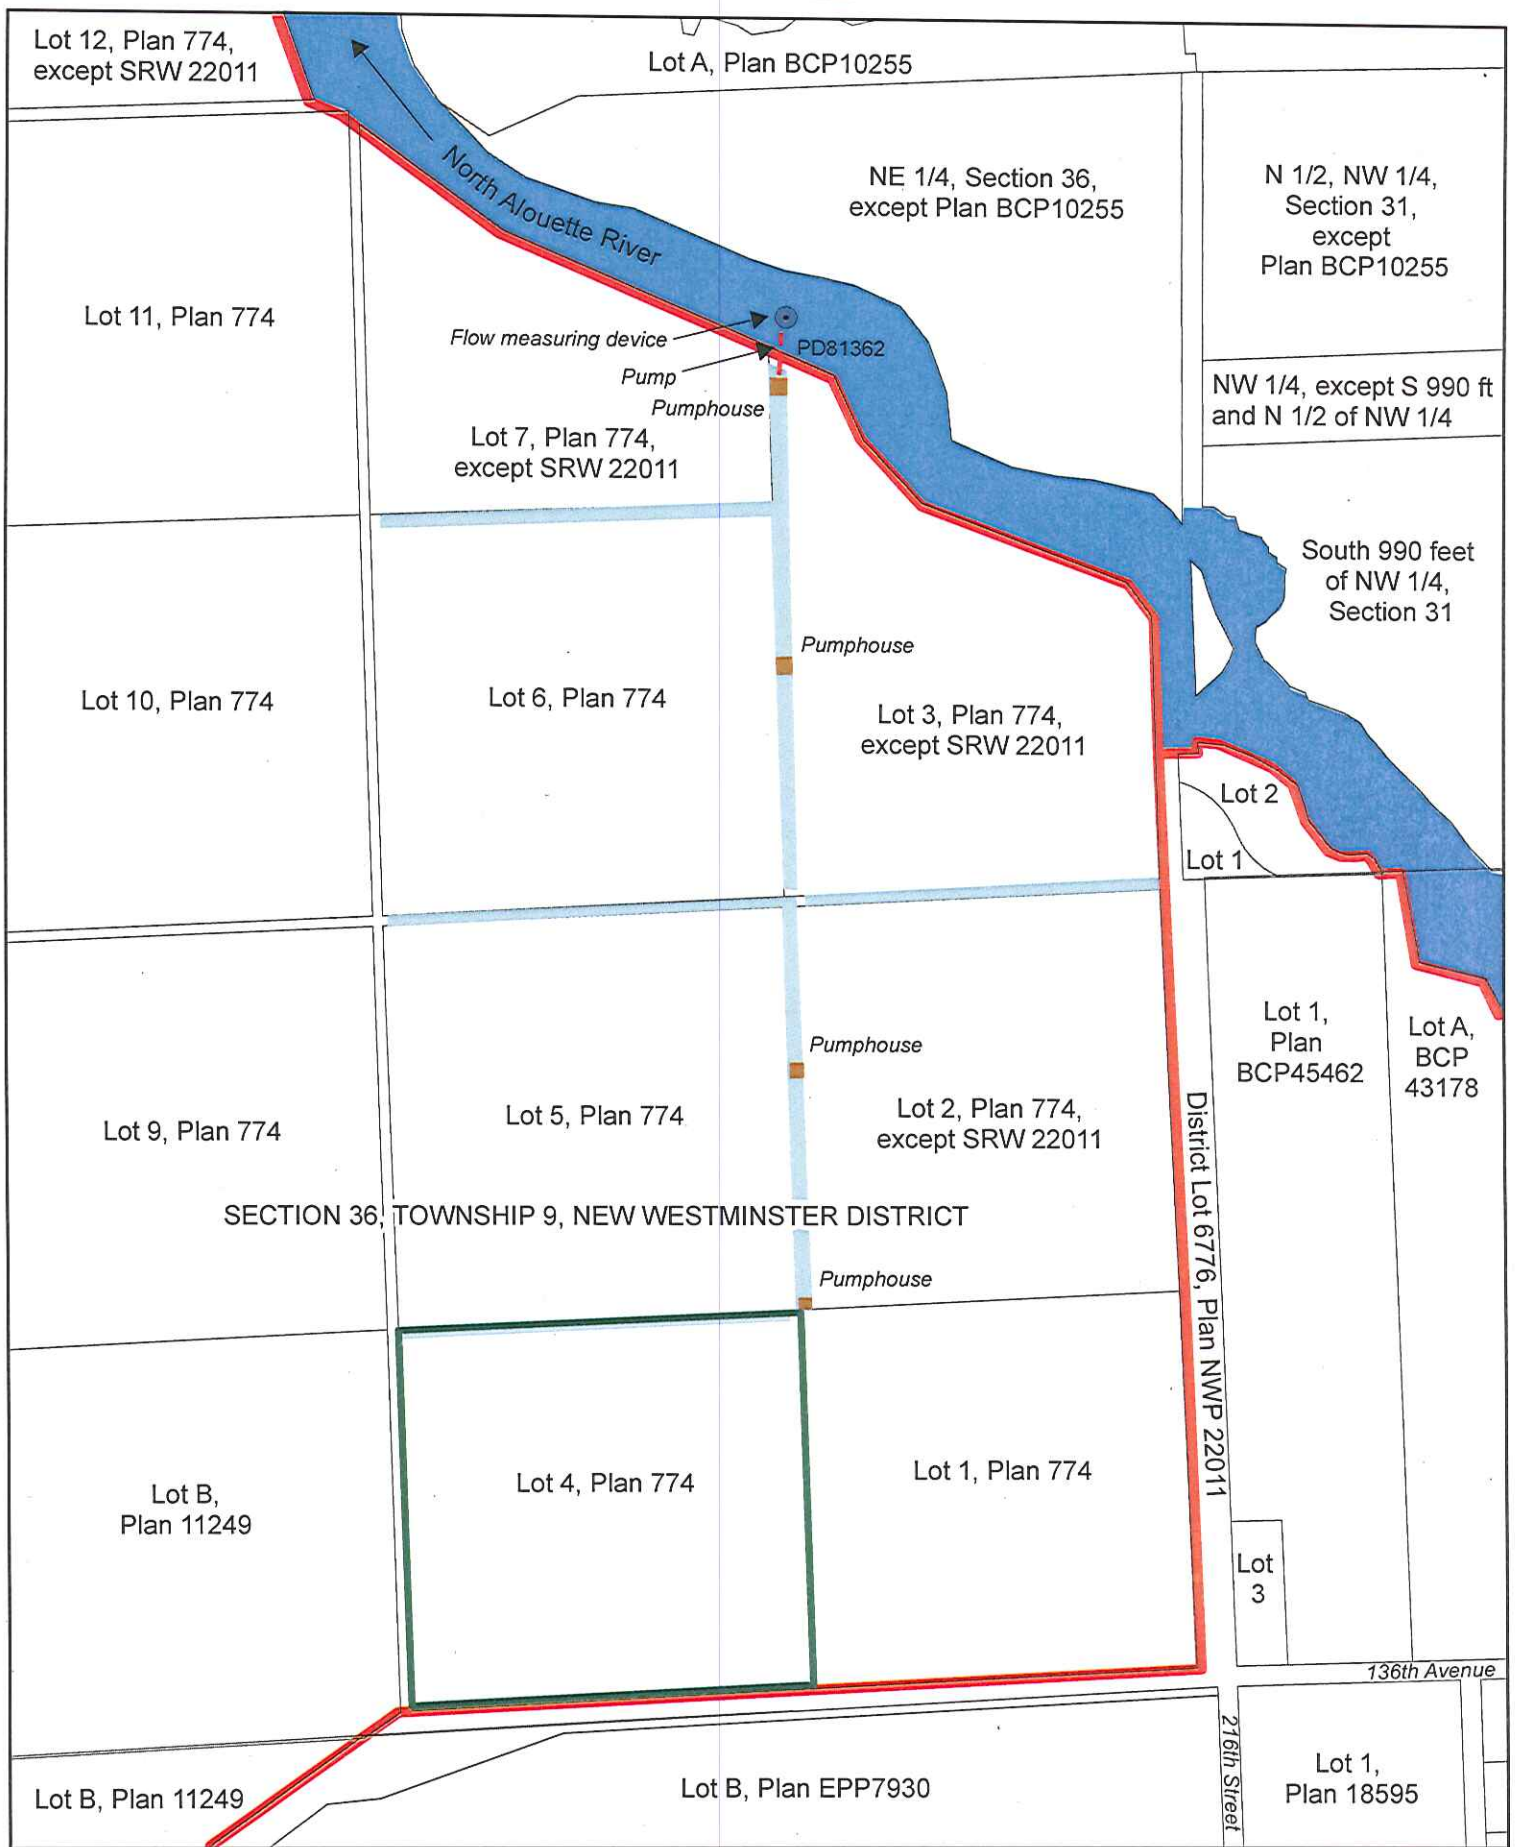 Lot 12, Plan 774,
except SRW 22011
Lot A, Plan BCP10255
North Alouette River
NE 1/4, Section 36,
except Plan BCP10255
N 1/2, NW 1/4,
Section 31,
except
Plan BCP10255
Lot 11, Plan 774
Flow measuring device
PD81362
Pump
Pumphouse
Lot 7, Plan 774,
except SRW 22011
NW 1/4, except S 990 ft
and N 1/2 of NW 1/4
South 990 feet
of NW 1/4,
Section 31
Pumphouse
Lot 10, Plan 774
Lot 6, Plan 774
Lot 3, Plan 774,
except SRW 22011
Lot 2
Lot 1
Pumphouse
Lot 9, Plan 774
Lot 5, Plan 774
Lot 2, Plan 774,
except SRW 22011
Lot 1,
Plan
BCP45462
Lot A,
BCP
43178
District Lot 6776, Plan NWP 22011
SECTION 36, TOWNSHIP 9, NEW WESTMINSTER DISTRICT
Pumphouse
Lot B,
Plan 11249
Lot 4, Plan 774
Lot 1, Plan 774
Lot
3
136th Avenue
216th Street
Lot B, Plan 11249
Lot B, Plan EPP7930
Lot 1,
Plan 18595